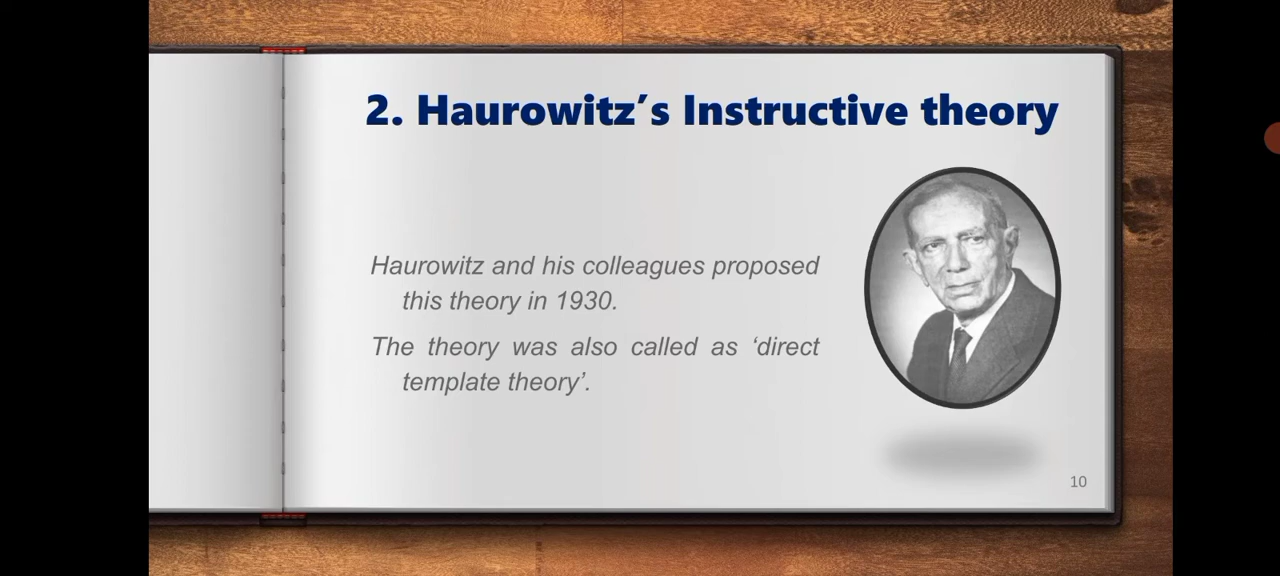 2. Haurowitz’s Instructive theory
Haurowitz and his colleagues proposed
this theory in 1930.
The theory was also called as ‘direct
template theory’.
10